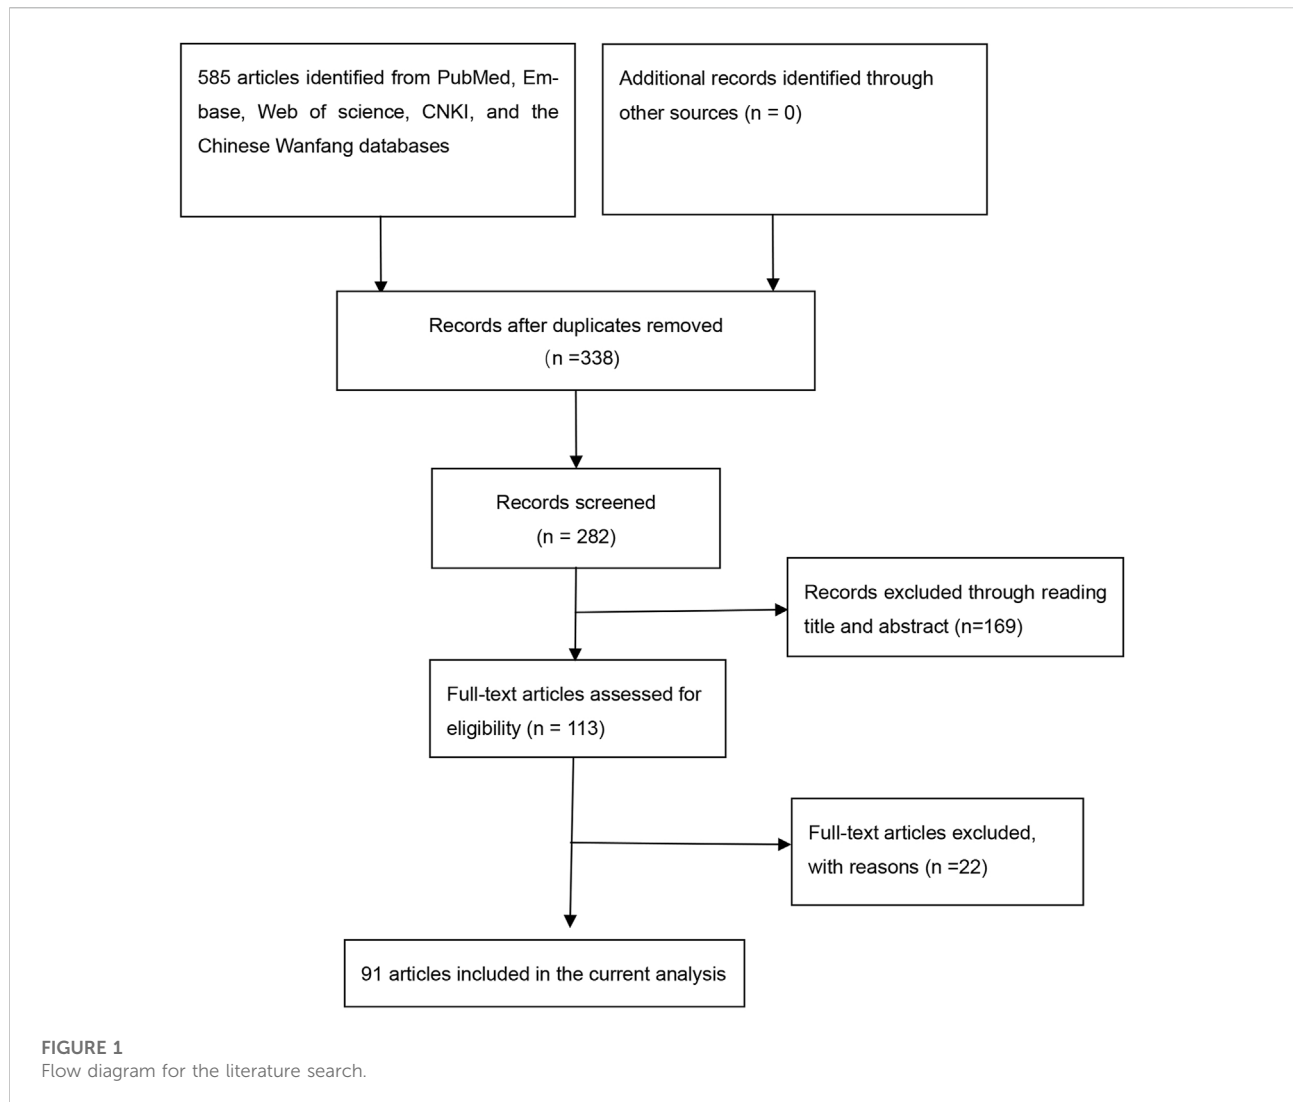 585 articles identified from PubMed, Em-
base, Web of science, CNKI, and the
Chinese Wanfang databases
Additional records identified through
other sources (n = 0)
Records after duplicates removed
（n =338)
Records screened
(n = 282)
Records excluded through reading
title and abstract (n=169)
Full-text articles assessed for
eligibility (n = 113)
Full-text articles excluded,
with reasons (n =22)
91 articles included in the current analysis
FIGURE 1
Flow diagram for the literature search.